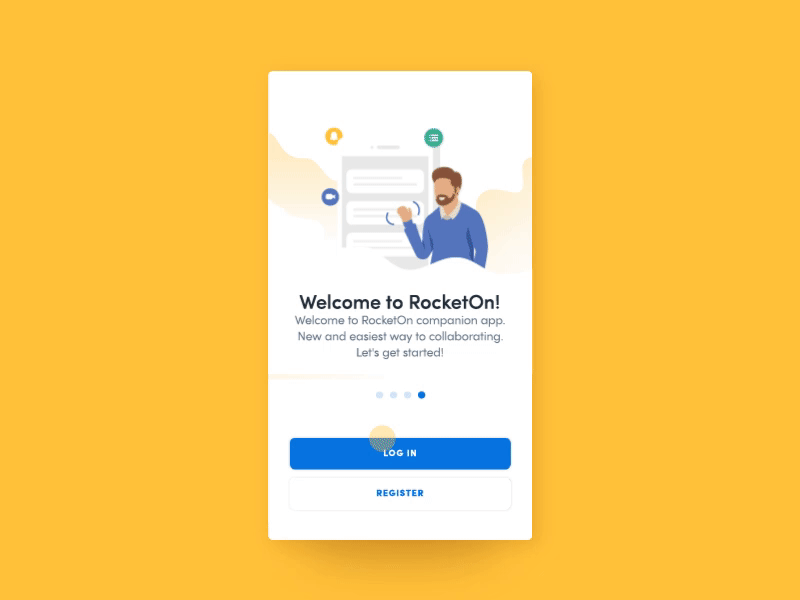 Welcome to RocketOn!
Welcome to RocketOn companion app.
New and easiest way to collaborating.
Let's get started!
LOG IN
REGISTER